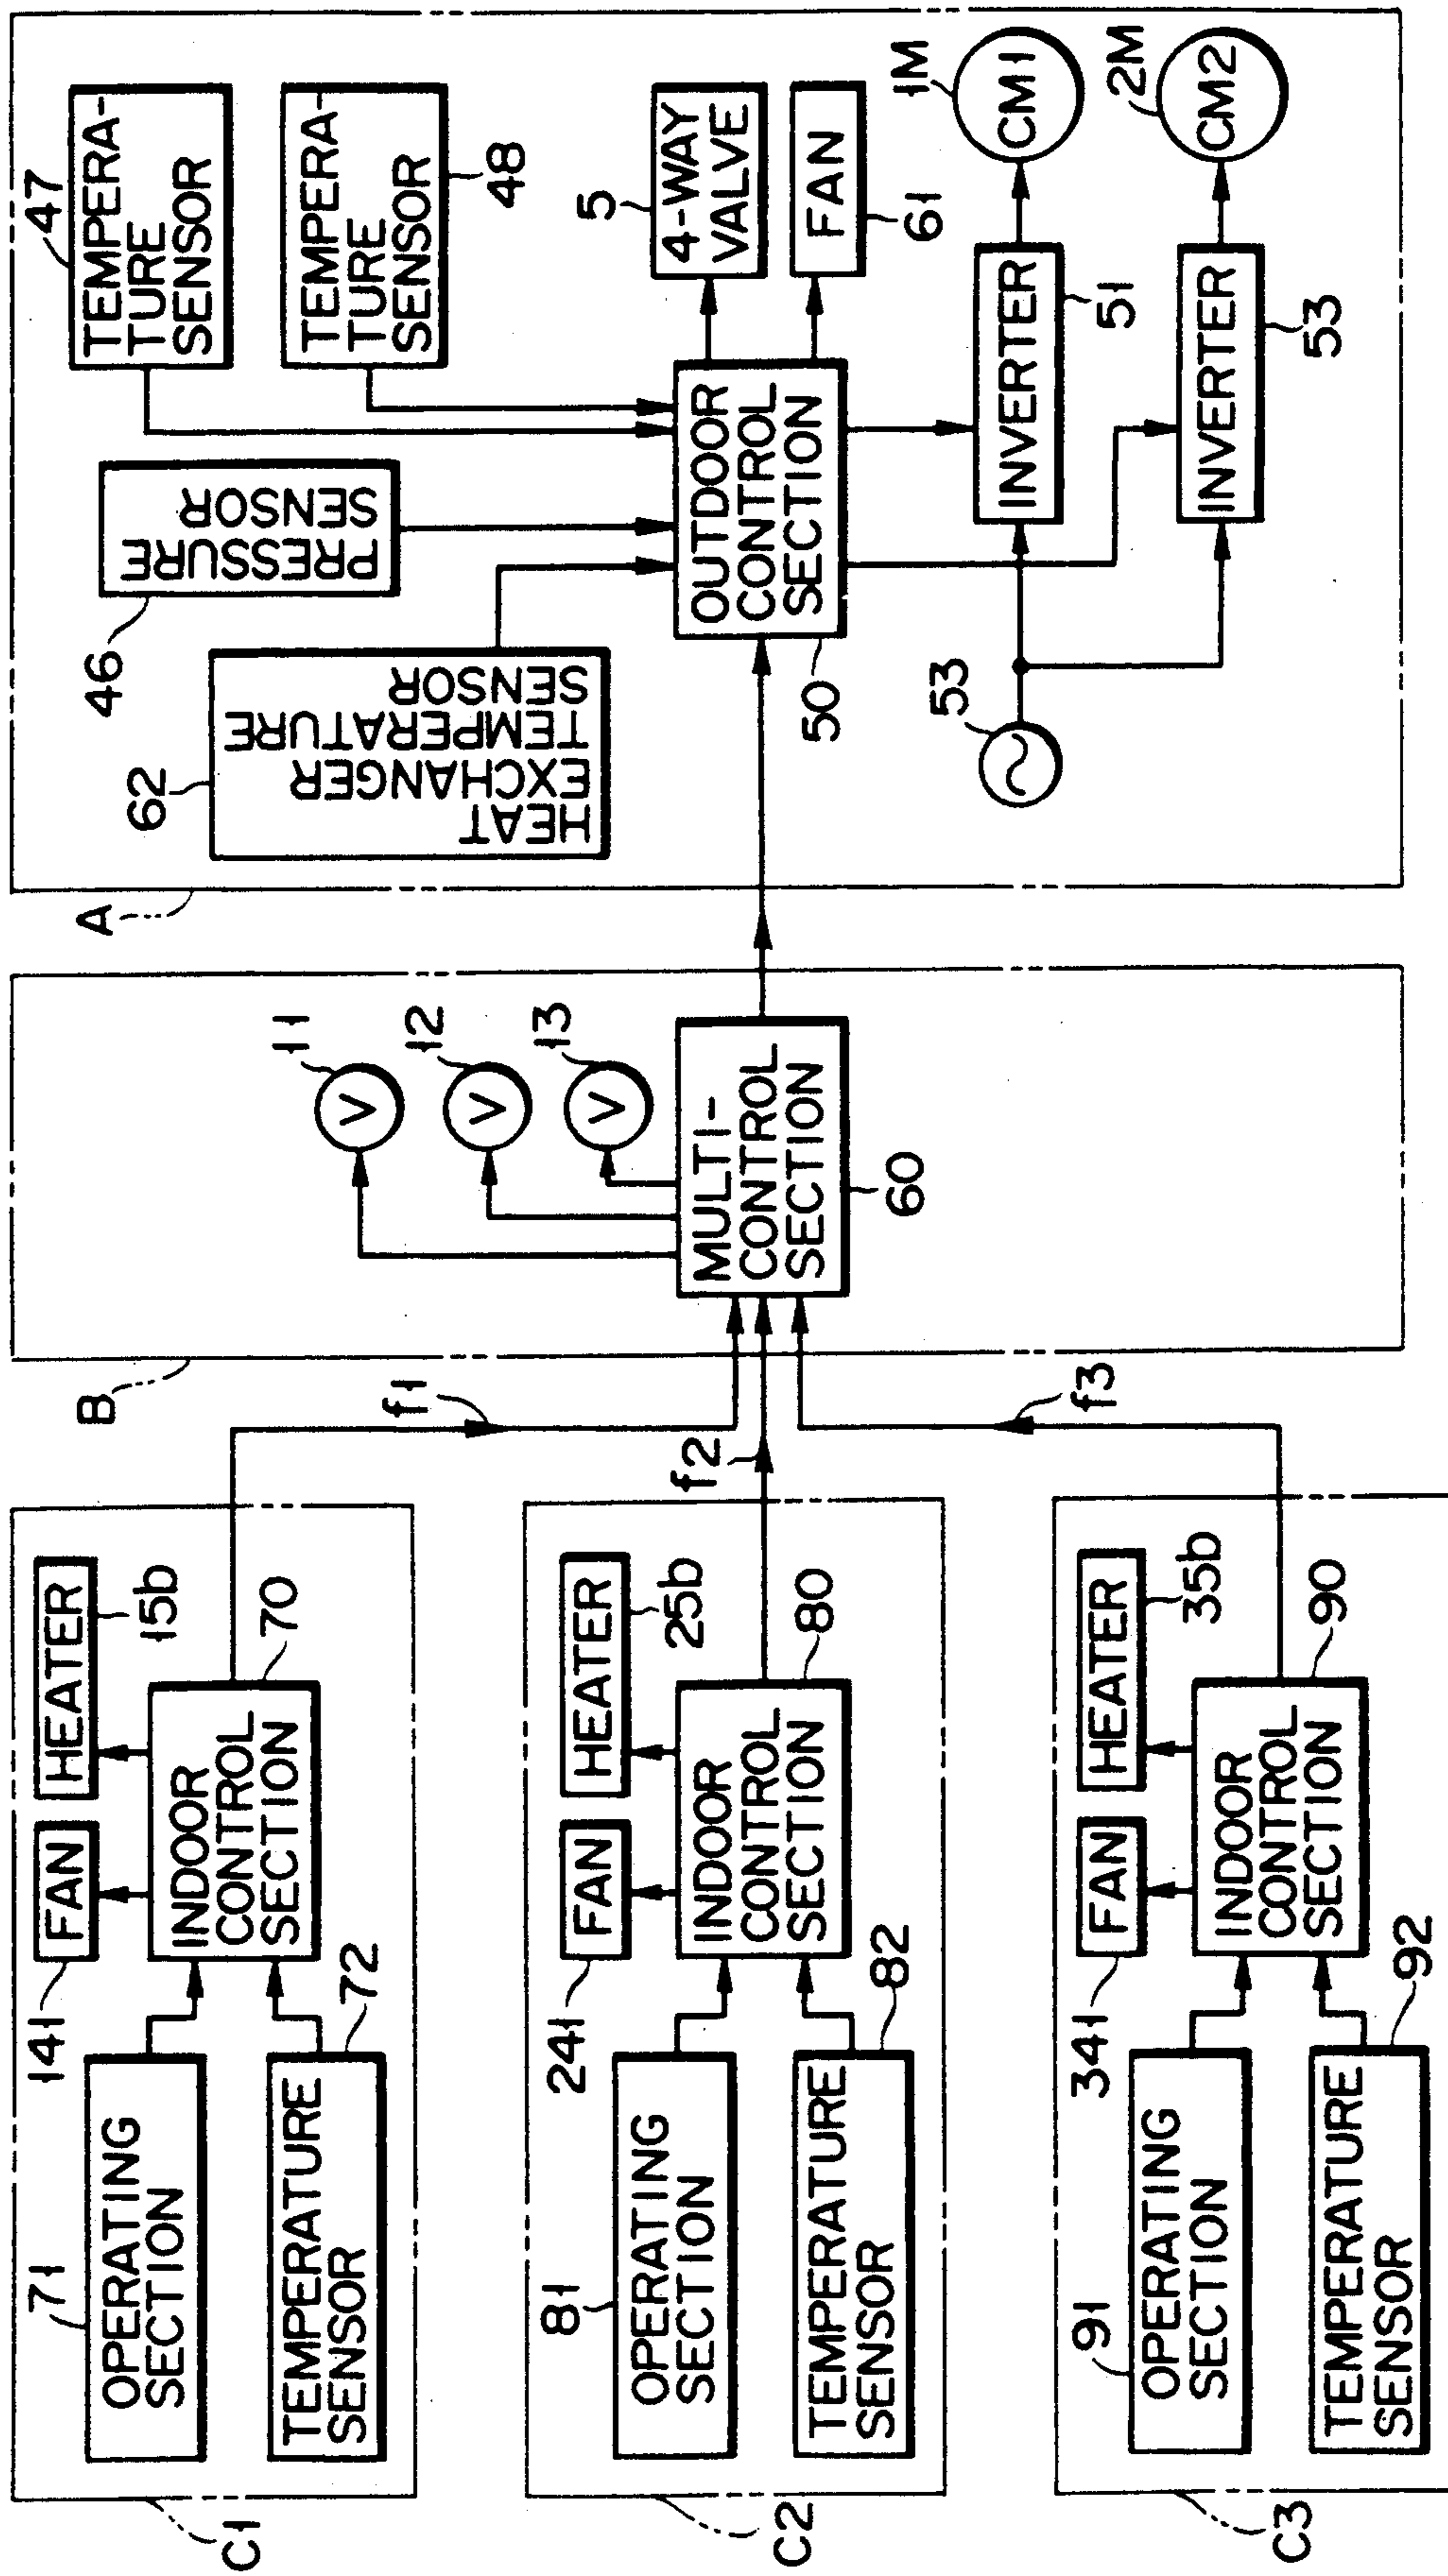 C1
71
OPERATING
SECTION
TEMPERATURE
SENSOR
72
141
FAN
HEATER
15b
INDOOR
CONTROL
SECTION
70
C2
81
OPERATING
SECTION
TEMPERATURE
SENSOR
82
241
FAN
HEATER
25b
INDOOR
CONTROL
SECTION
80
C3
91
OPERATING
SECTION
TEMPERATURE
SENSOR
92
341
FAN
HEATER
35b
INDOOR
CONTROL
SECTION
90
f1
f2
f3
B
11
V
12
V
13
V
MULTI-
CONTROL
SECTION
60
A
62
HEAT
EXCHANGER
TEMPERATURE
SENSOR
46
PRESSURE
SENSOR
47
TEMPERA-
TURE
SENSOR
TEMPERA-
TURE
SENSOR
48
OUTDOOR
CONTROL
SECTION
50
5
4-WAY
VALVE
FAN
61
53
INVERTER
51
1M
CM1
INVERTER
53
2M
CM2